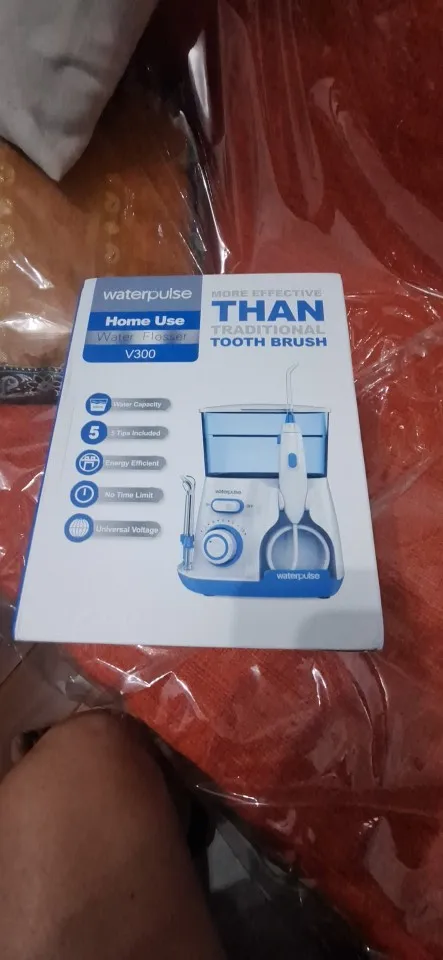 waterpulse
Home Use
Water Flosser
V300
MORE EFFECTIVE
THAN
TRADITIONAL
TOOTH BRUSH
Water Capacity
5
Tips Included
Energy Efficient
No Time Limit
Universal Voltage
waterpulse
waterpulse